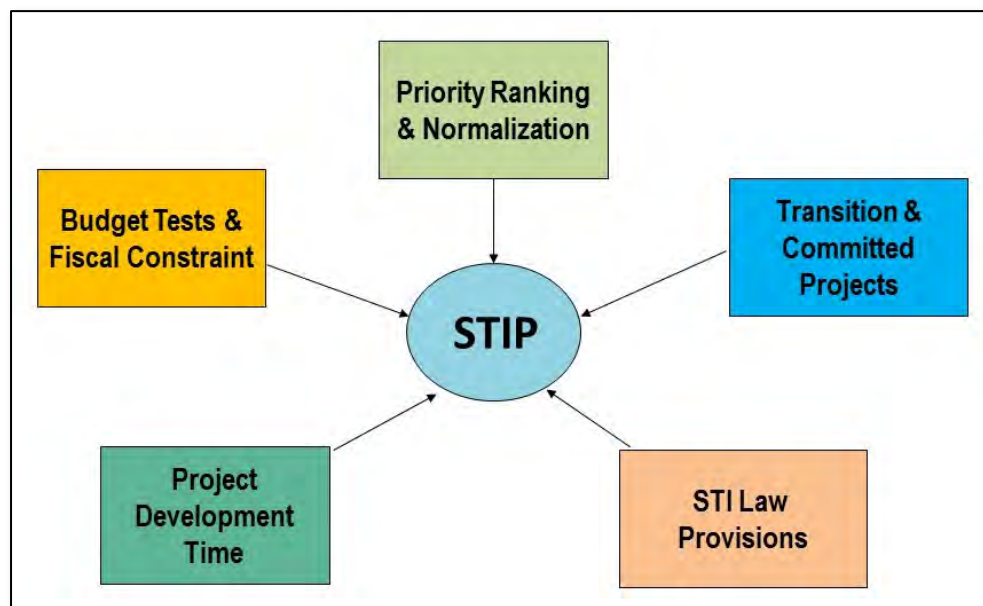 Priority Ranking
& Normalization
Budget Tests &
Fiscal Constraint
Transition &
Committed
Projects
STIP
Project
Development
Time
STI Law
Provisions